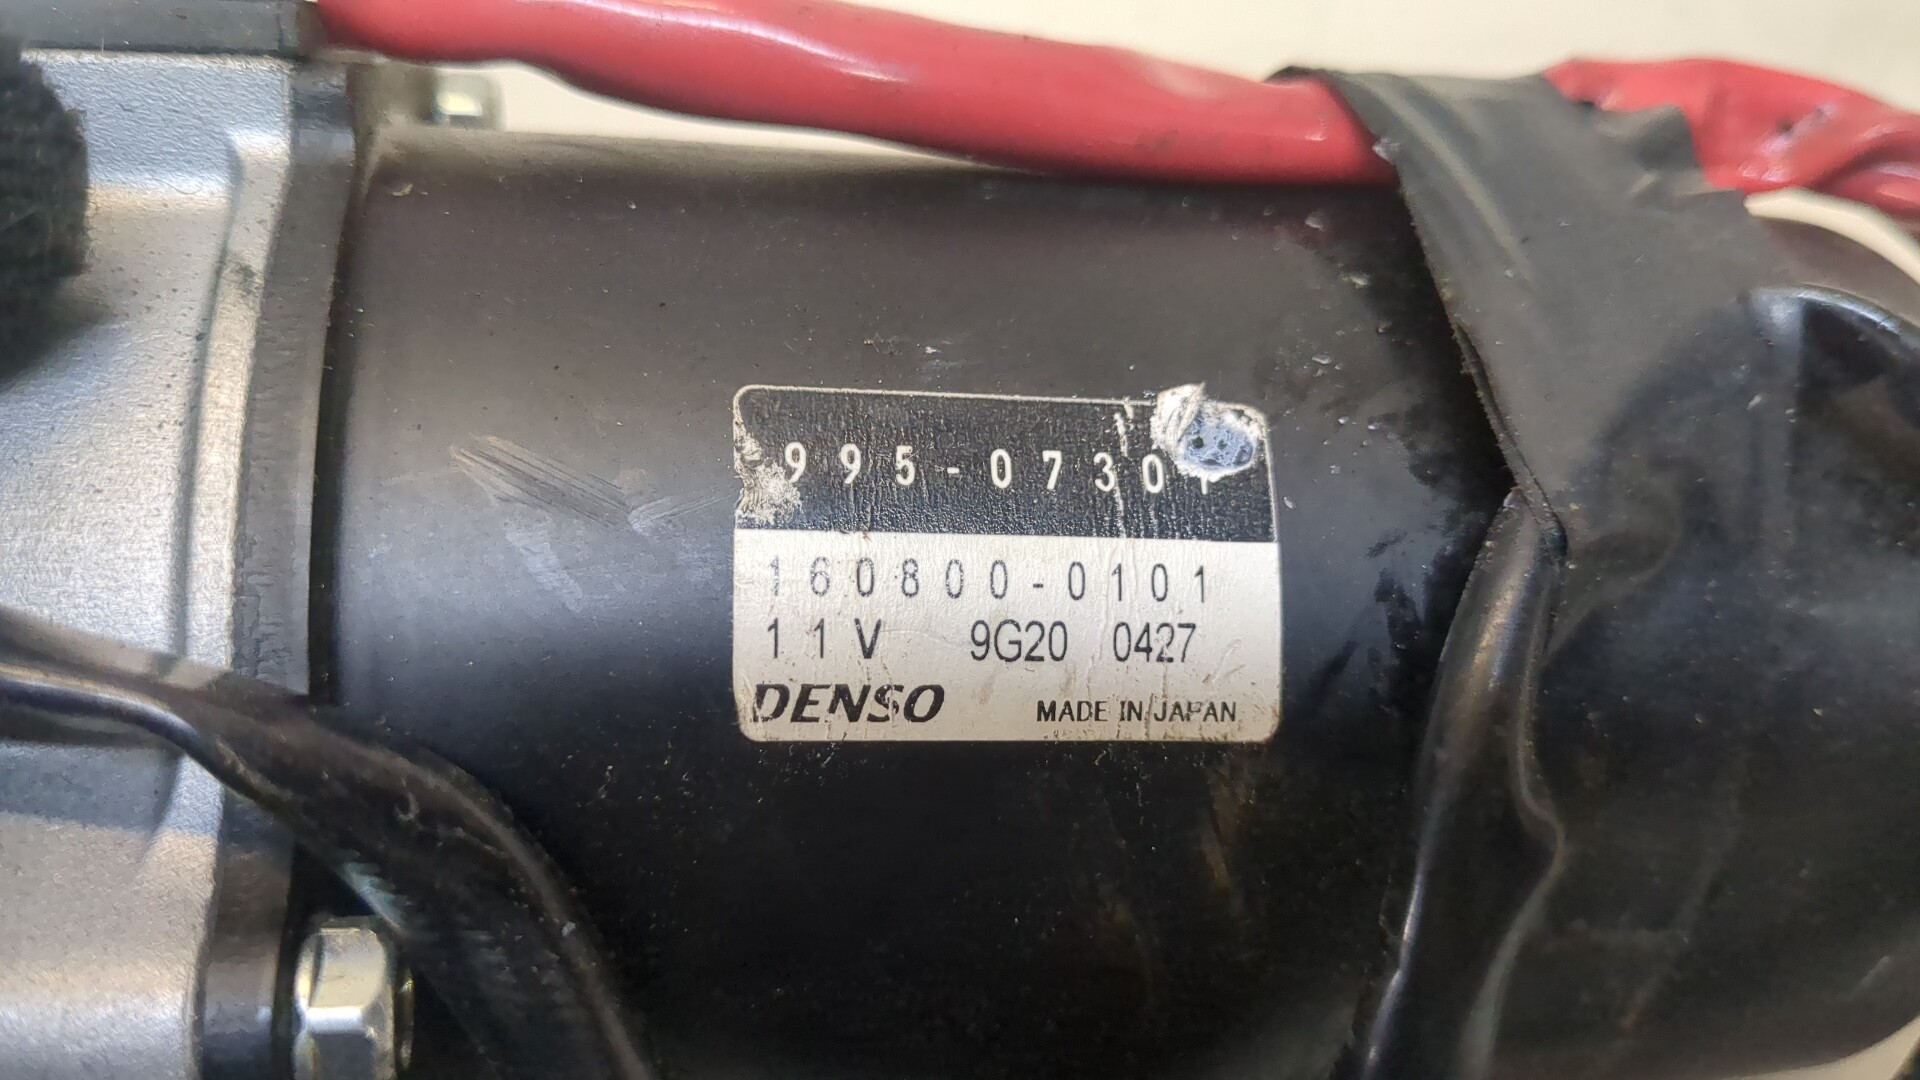 995-0730
160800-0101
11V 9G20 0427
DENSO MADE IN JAPAN